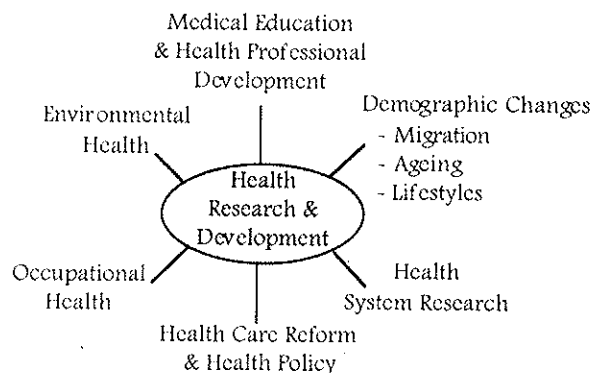 Medical Education
& Health Professional
Development
Environmental
Health
Demographic Changes
- Migration
- Ageing
- Lifestyles
Health
Research &
Development
Occupational
Health
Health
System Research
Health Care Reform
& Health Policy